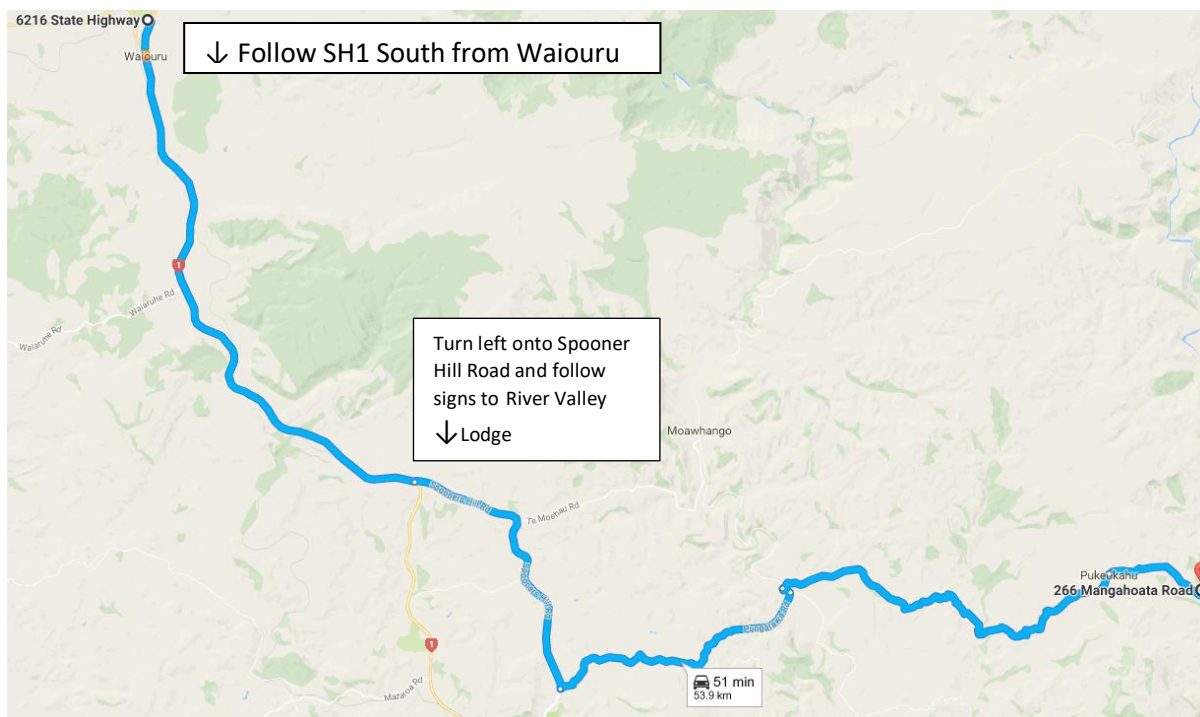 6216 State Highway
↓ Follow SH1 South from Waiouru
Waiouru
1
Waiaruhe Rd
Waiaruhe Rd
Turn left onto Spooner
Hill Road and follow
signs to River Valley
↓ Lodge
Moawhango
Te Moehau Rd
Pukeokahu
266 Mangahoata Road
1
51 min
53.9 km